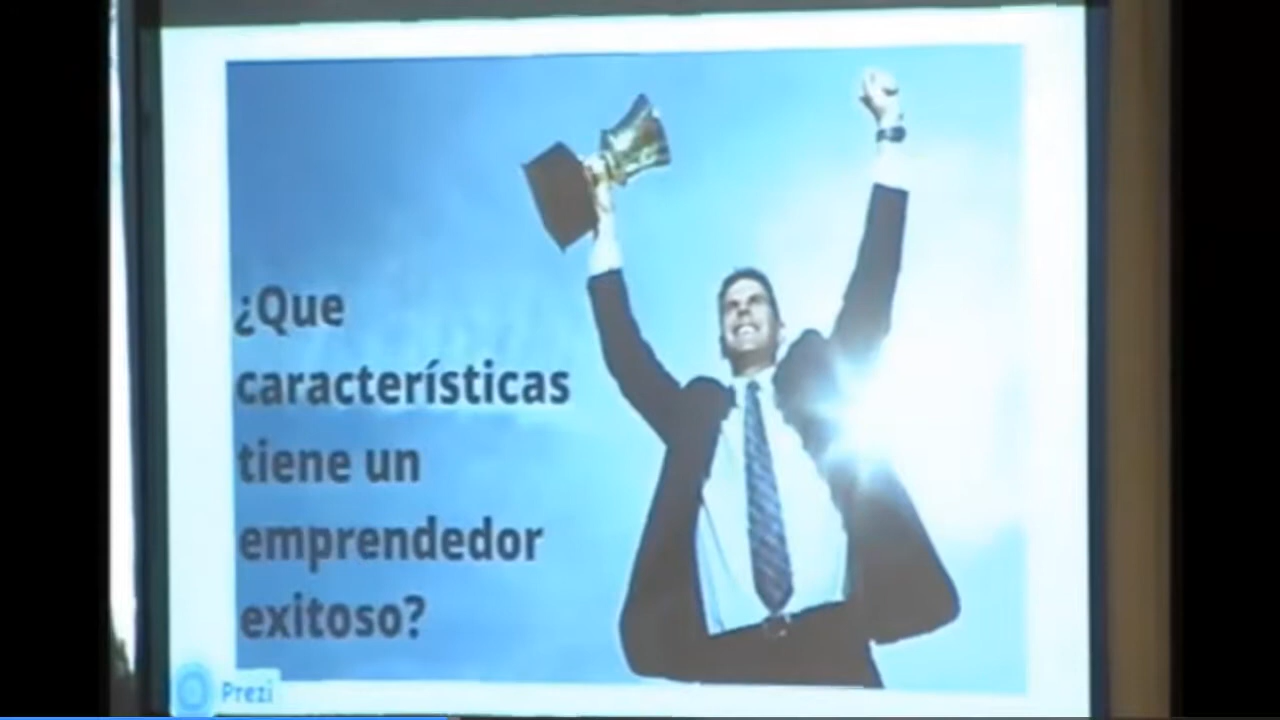 ¿Que
características
tiene un
emprendedor
exitoso?
Prezi